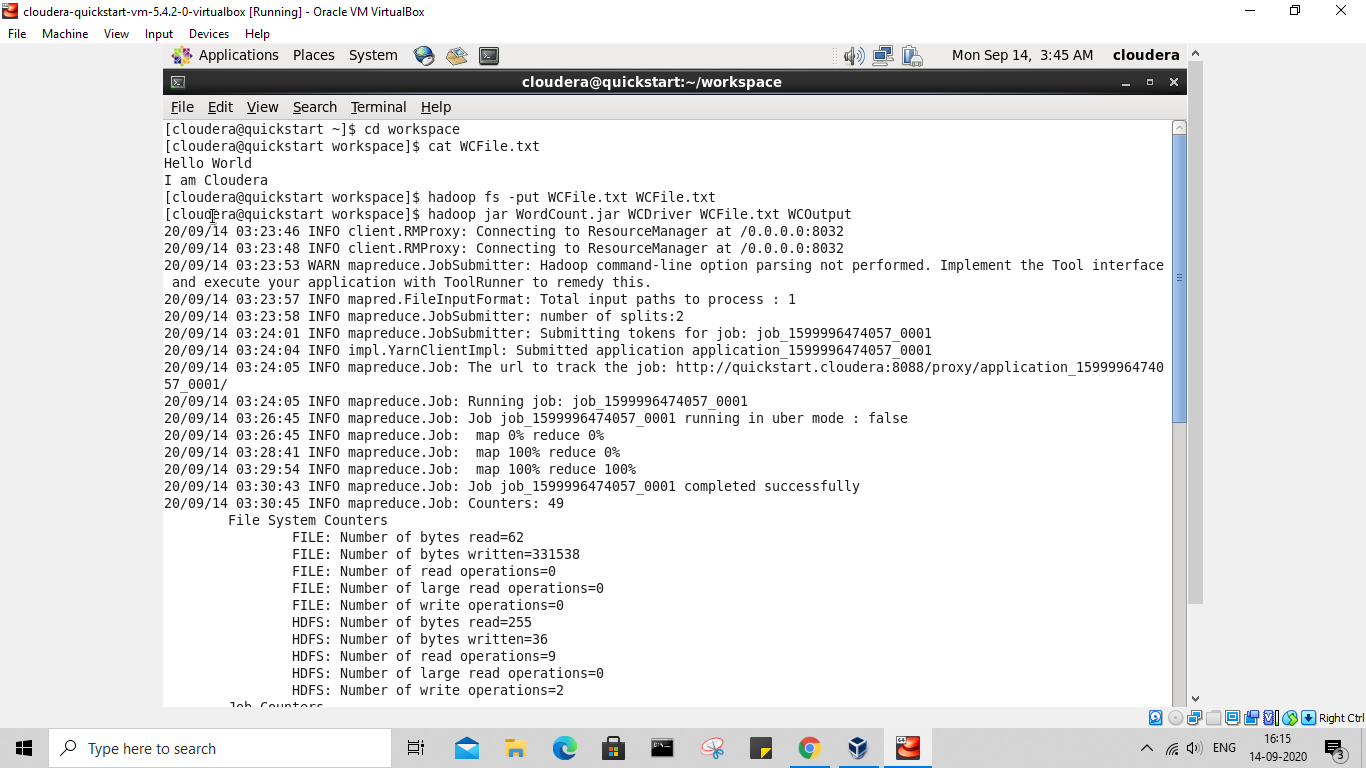 cloudera-quickstart-vm-5.4.2-0-virtualbox [Running] - Oracle VM VirtualBox
File Machine View Input Devices Help
Applications Places System Mon Sep 14, 3:45 AM cloudera
cloudera@quickstart:~/workspace
File Edit View Search Terminal Help
[cloudera@quickstart ~]$ cd workspace
[cloudera@quickstart workspace]$ cat WCFile.txt
Hello World
I am Cloudera
[cloudera@quickstart workspace]$ hadoop fs -put WCFile.txt WCFile.txt
[cloudera@quickstart workspace]$ hadoop jar WordCount.jar WCDriver WCFile.txt WCOutput
20/09/14 03:23:46 INFO client.RMProxy: Connecting to ResourceManager at /0.0.0.0:8032
20/09/14 03:23:48 INFO client.RMProxy: Connecting to ResourceManager at /0.0.0.0:8032
20/09/14 03:23:53 WARN mapreduce.JobSubmitter: Hadoop command-line option parsing not performed. Implement the Tool interface
 and execute your application with ToolRunner to remedy this.
20/09/14 03:23:57 INFO mapred.FileInputFormat: Total input paths to process : 1
20/09/14 03:23:58 INFO mapreduce.JobSubmitter: number of splits:2
20/09/14 03:24:01 INFO mapreduce.JobSubmitter: Submitting tokens for job: job_1599996474057_0001
20/09/14 03:24:04 INFO impl.YarnClientImpl: Submitted application application_1599996474057_0001
20/09/14 03:24:05 INFO mapreduce.Job: The url to track the job: http://quickstart.cloudera:8088/proxy/application_15999964740
57_0001/
20/09/14 03:24:05 INFO mapreduce.Job: Running job: job_1599996474057_0001
20/09/14 03:26:45 INFO mapreduce.Job: Job job_1599996474057_0001 running in uber mode : false
20/09/14 03:26:45 INFO mapreduce.Job:  map 0% reduce 0%
20/09/14 03:28:41 INFO mapreduce.Job:  map 100% reduce 0%
20/09/14 03:29:54 INFO mapreduce.Job:  map 100% reduce 100%
20/09/14 03:30:43 INFO mapreduce.Job: Job job_1599996474057_0001 completed successfully
20/09/14 03:30:45 INFO mapreduce.Job: Counters: 49
File System Counters
FILE: Number of bytes read=62
FILE: Number of bytes written=331538
FILE: Number of read operations=0
FILE: Number of large read operations=0
FILE: Number of write operations=0
HDFS: Number of bytes read=255
HDFS: Number of bytes written=36
HDFS: Number of read operations=9
HDFS: Number of large read operations=0
HDFS: Number of write operations=2
Job Counters
Right Ctrl
Type here to search
ENG
16:15
14-09-2020
3